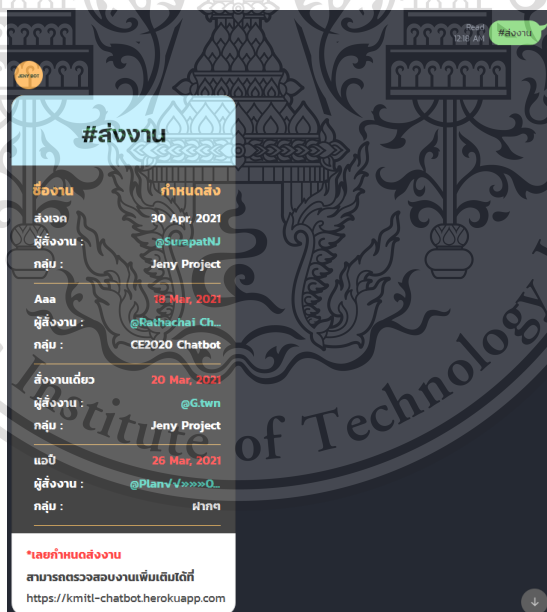 Read
12:16 AM
#ส่งงาน
JENY BOT
#ส่งงาน
ชื่องาน กำหนดส่ง
ส่งเจค 30 Apr, 2021
ผู้สั่งงาน : @SurapatNJ
กลุ่ม : Jeny Project
Aaa 18 Mar, 2021
ผู้สั่งงาน : @Rathachai Ch...
กลุ่ม : CE2020 Chatbot
สั่งงานเดี่ยว 20 Mar, 2021
ผู้สั่งงาน : @G.twn
กลุ่ม : Jeny Project
แอปิ 26 Mar, 2021
ผู้สั่งงาน : @Plan√√»»»O...
กลุ่ม : ฝากๆ
*เลยกำหนดส่งงาน
สามารถตรวจสอบงานเพิ่มเติมได้ที่
https://kmitl-chatbot.herokuapp.com
Institute of Technology L